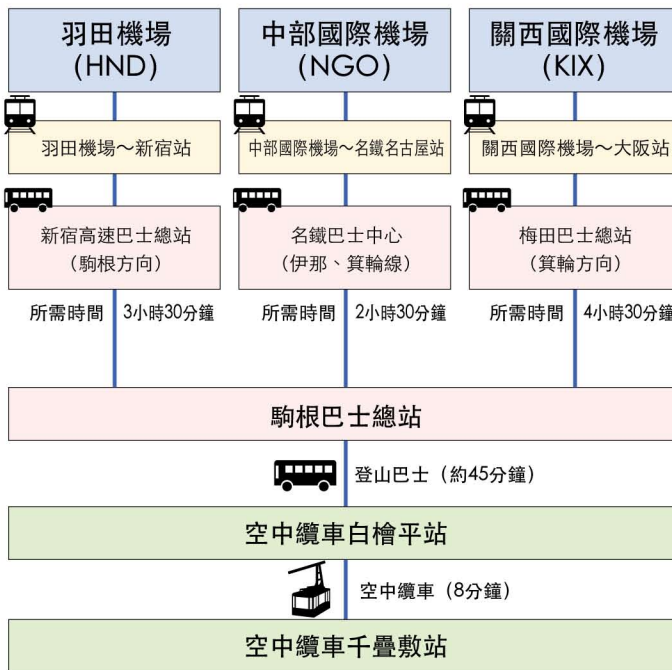 羽田機場
(HND)
羽田機場～新宿站
新宿高速巴士總站
（駒根方向）
所需時間 3小時30分鐘
中部國際機場
(NGO)
中部國際機場～名鐵名古屋站
名鐵巴士中心
（伊那、箕輪線）
所需時間 2小時30分鐘
關西國際機場
(KIX)
關西國際機場～大阪站
梅田巴士總站
（箕輪方向）
所需時間 4小時30分鐘
駒根巴士總站
登山巴士（約45分鐘）
空中纜車白檜平站
空中纜車（8分鐘）
空中纜車千疊敷站